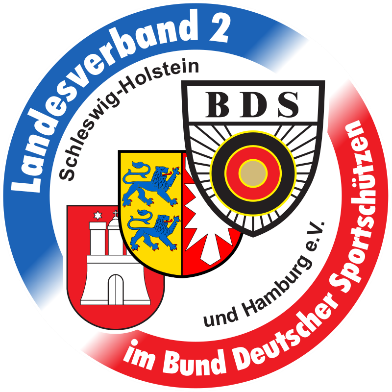 Landesverband 2
Schleswig-Holstein
BDS
und Hamburg e.V.
im Bund Deutscher Sportschützen